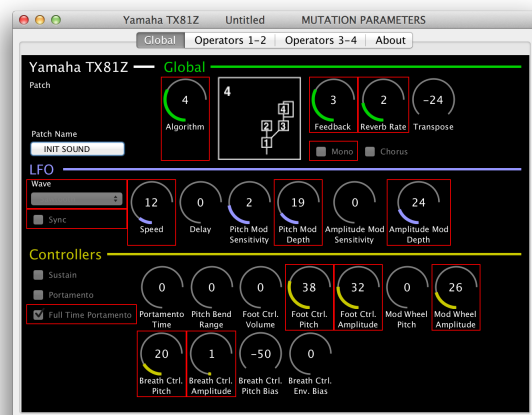 Yamaha TX81Z Untitled MUTATION PARAMETERS
Global Operators 1-2 Operators 3-4 About
Yamaha TX81Z Global
Patch
4
4
4
2 3
1
3
2
-24
Algorithm
Feedback Reverb Rate Transpose
Patch Name
INIT SOUND
Mono Chorus
LFO
Wave
Sync
12 0 2 19 0 24
Speed Delay Pitch Mod Sensitivity Pitch Mod Depth Amplitude Mod Sensitivity Amplitude Mod Depth
Controllers
Sustain
Portamento
Full Time Portamento
0 0 0 38 32 0 26
Portamento Time Pitch Bend Range Foot Ctrl. Volume Foot Ctrl. Pitch Foot Ctrl. Amplitude Mod Wheel Pitch Mod Wheel Amplitude
20 1 -50 0
Breath Ctrl. Pitch Breath Ctrl. Amplitude Breath Ctrl. Pitch Bias Breath Ctrl. Env. Bias